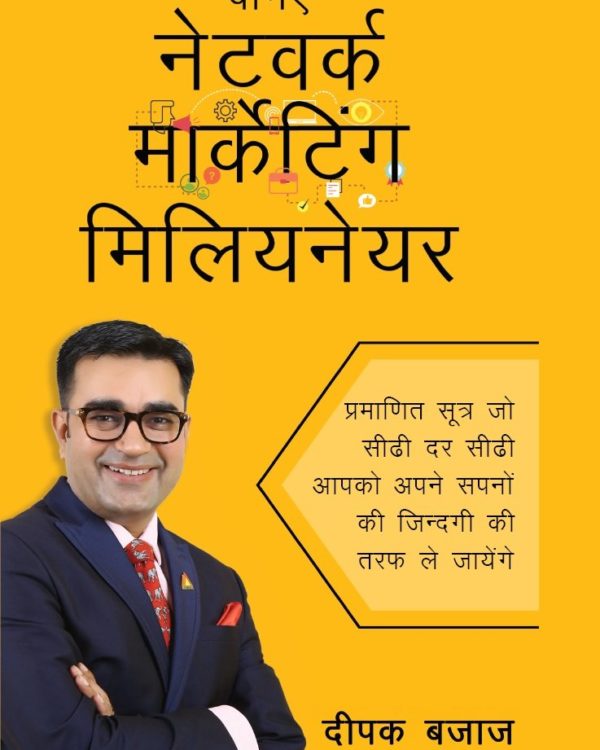 नेटवर्क
मार्केटिंग
मिलियनेयर
प्रमाणित सूत्र जो
सीढी दर सीढी
आपको अपने सपनों
की जिन्दगी की
तरफ ले जायेंगे
दीपक बजाज